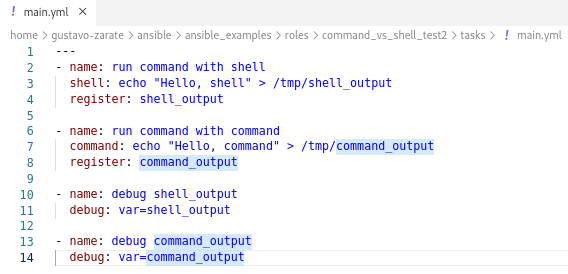 ! main.yml ×
home > gustavo-zarate > ansible > ansible_examples > roles > command_vs_shell_test2 > tasks > ! main.yml
1 ---
2 - name: run command with shell
3   shell: echo "Hello, shell" > /tmp/shell_output
4   register: shell_output
5
6 - name: run command with command
7   command: echo "Hello, command" > /tmp/command_output
8   register: command_output
9
10 - name: debug shell_output
11   debug: var=shell_output
12
13 - name: debug command_output
14   debug: var=command_output